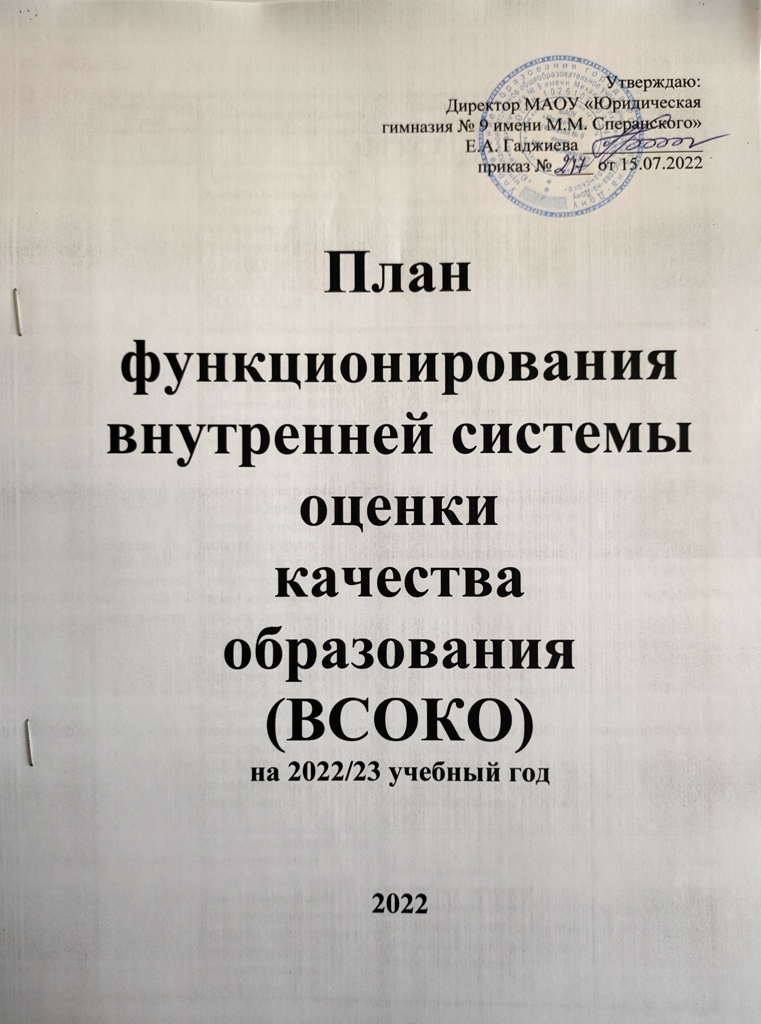 Утверждаю:
Директор МАОУ «Юридическая
гимназия № 9 имени М.М. Сперанского»
Е.А. Гаджиева
приказ № 277 от 15.07.2022
План
функционирования
внутренней системы
оценки
качества
образования
(ВСОКО)
на 2022/23 учебный год
2022